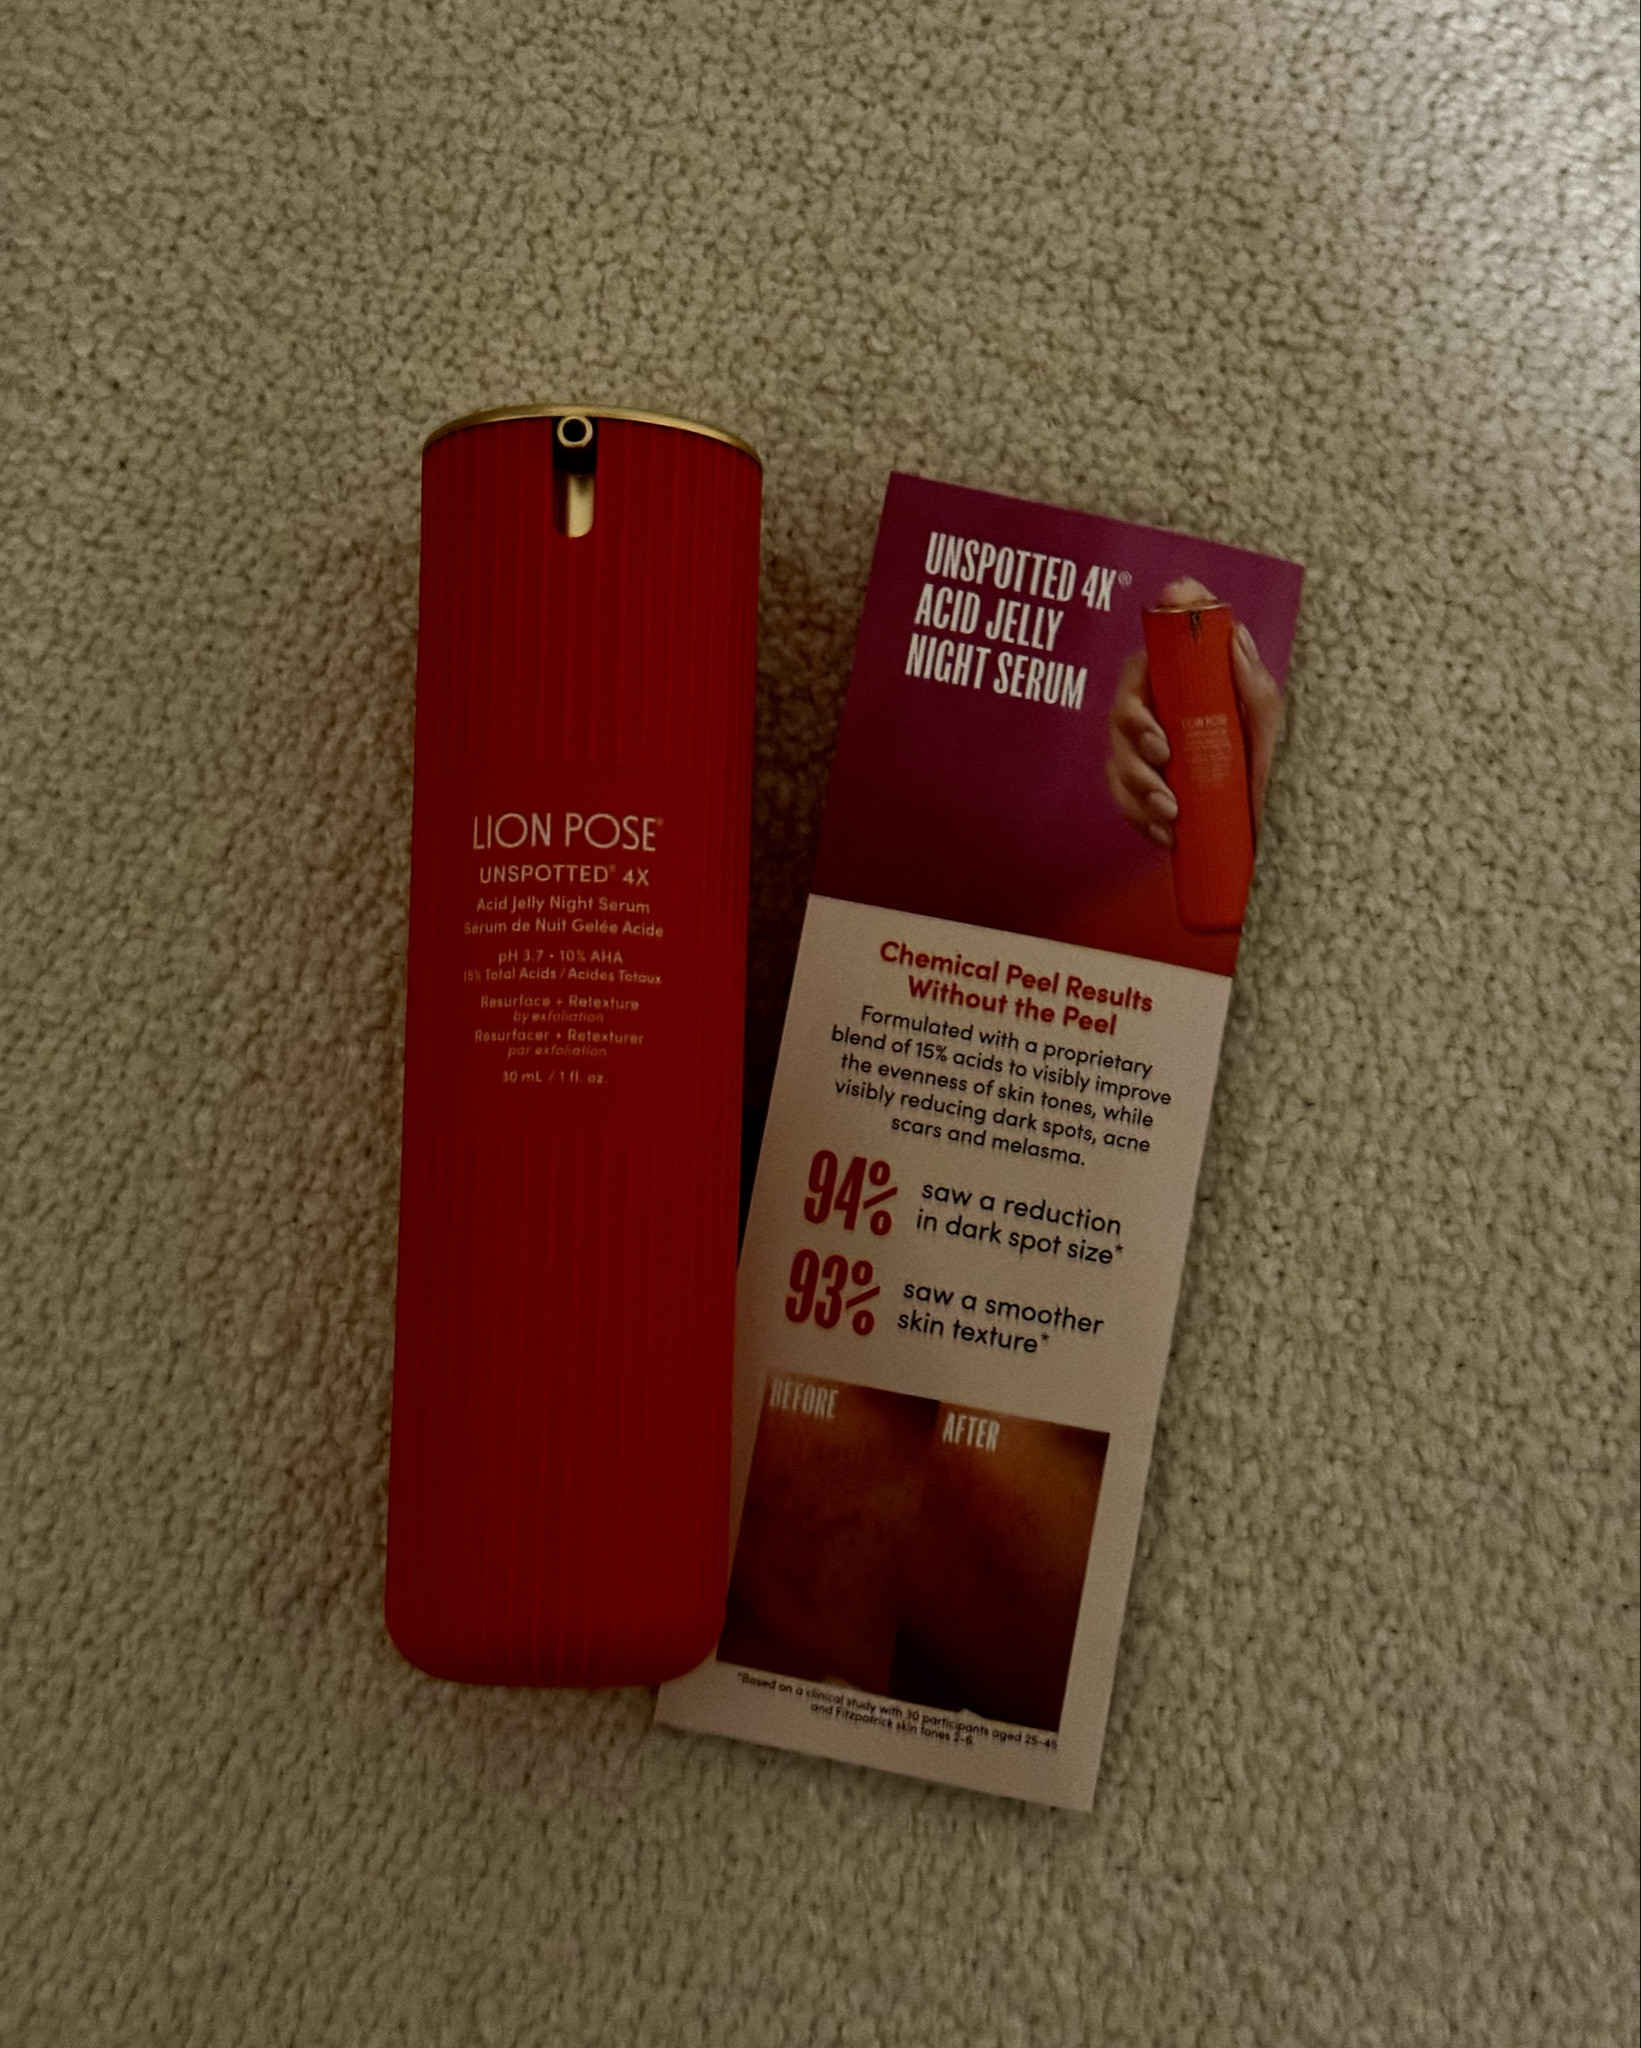 LION POSE®
UNSPOTTED® 4X
Acid Jelly Night Serum
Sérum de Nuit Gelée Acide
pH 3.7 • 10% AHA
15% Total Acids / Acides Totaux
Resurface + Retexture
by exfoliation
Resurfacer + Retexturer
par exfoliation
30 mL / 1 fl. oz.
UNSPOTTED 4X®
ACID JELLY
NIGHT SERUM
LION POSE
Chemical Peel Results
Without the Peel
Formulated with a proprietary
blend of 15% acids to visibly improve
the evenness of skin tones, while
visibly reducing dark spots, acne
scars and melasma.
94% saw a reduction
in dark spot size*
93% saw a smoother
skin texture*
BEFORE
AFTER
*Based on a clinical study with 30 participants aged 25-45
and Fitzpatrick skin tones 2-6